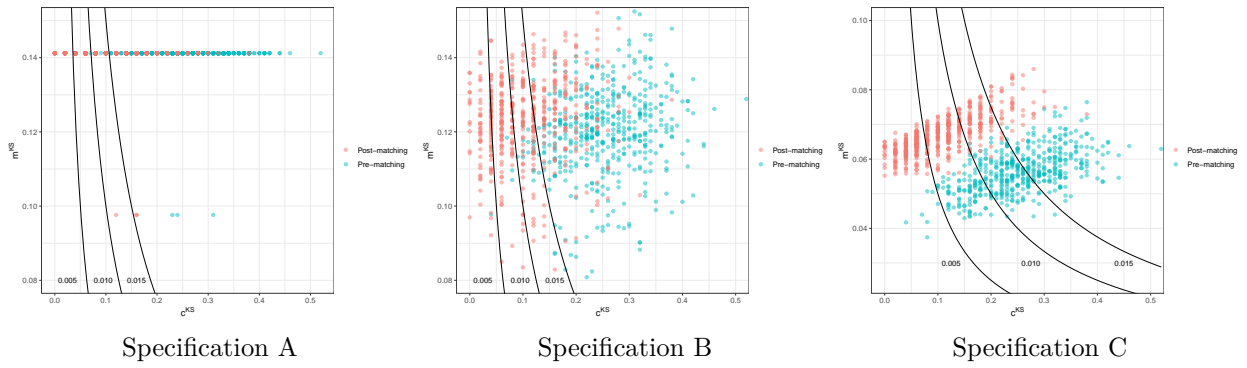 m^KS
0.14
0.12
0.10
0.08
0.005
0.010
0.015
0.0
0.1
0.2
0.3
0.4
0.5
c^KS
Post−matching
Pre−matching
Specification A
m^KS
0.14
0.12
0.10
0.08
0.005
0.010
0.015
0.0
0.1
0.2
0.3
0.4
0.5
c^KS
Post−matching
Pre−matching
Specification B
m^KS
0.10
0.08
0.06
0.04
0.005
0.010
0.015
0.0
0.1
0.2
0.3
0.4
0.5
c^KS
Post−matching
Pre−matching
Specification C